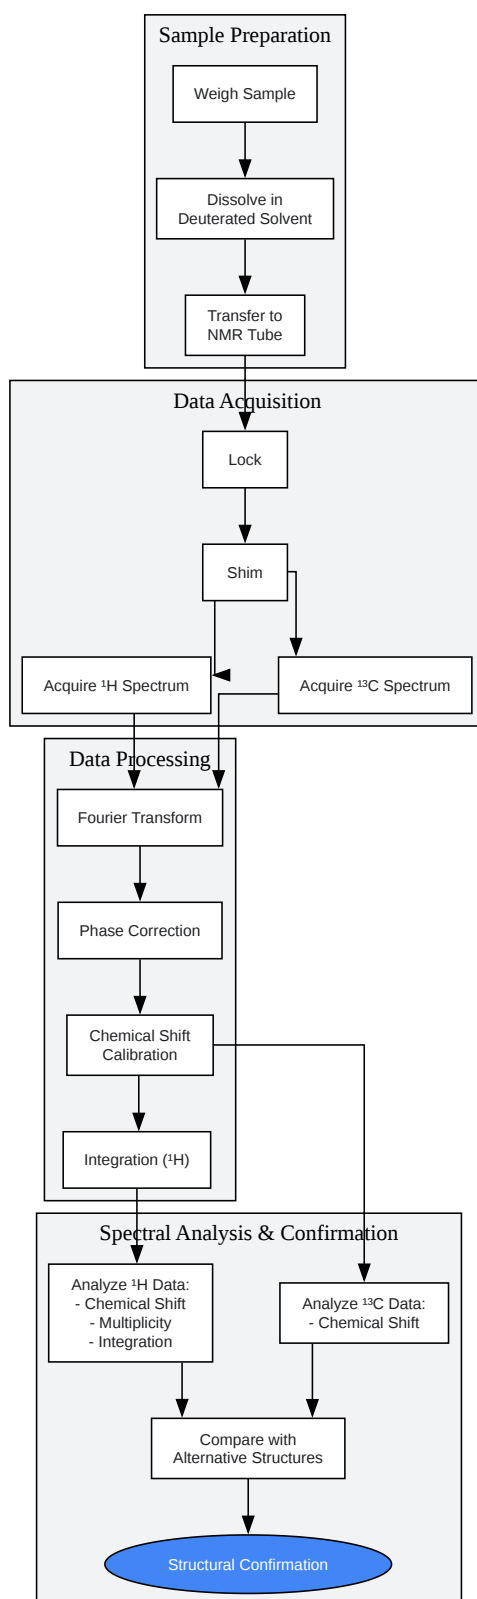 Sample Preparation
Weigh Sample
Dissolve in
Deuterated Solvent
Transfer to
NMR Tube
Data Acquisition
Lock
Shim
Acquire ¹H Spectrum
Acquire ¹³C Spectrum
Data Processing
Fourier Transform
Phase Correction
Chemical Shift
Calibration
Integration (¹H)
Spectral Analysis & Confirmation
Analyze ¹H Data:
- Chemical Shift
- Multiplicity
- Integration
Analyze ¹³C Data:
- Chemical Shift
Compare with
Alternative Structures
Structural Confirmation